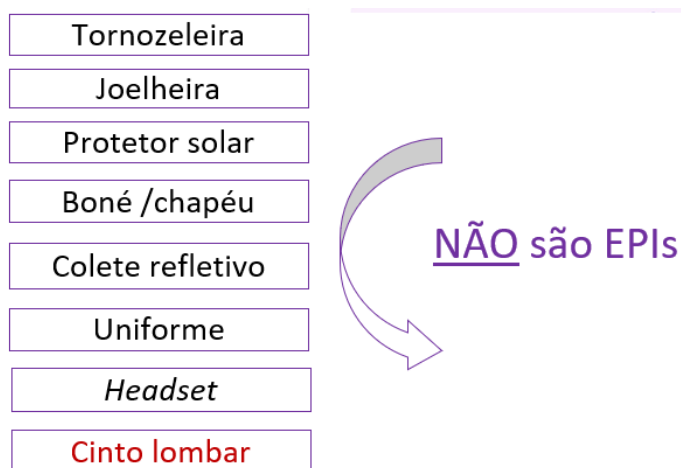 Tornozeleira
Joelheira
Protetor solar
Boné /chapéu
Colete refletivo
Uniforme
Headset
Cinto lombar
NÃO são EPIs